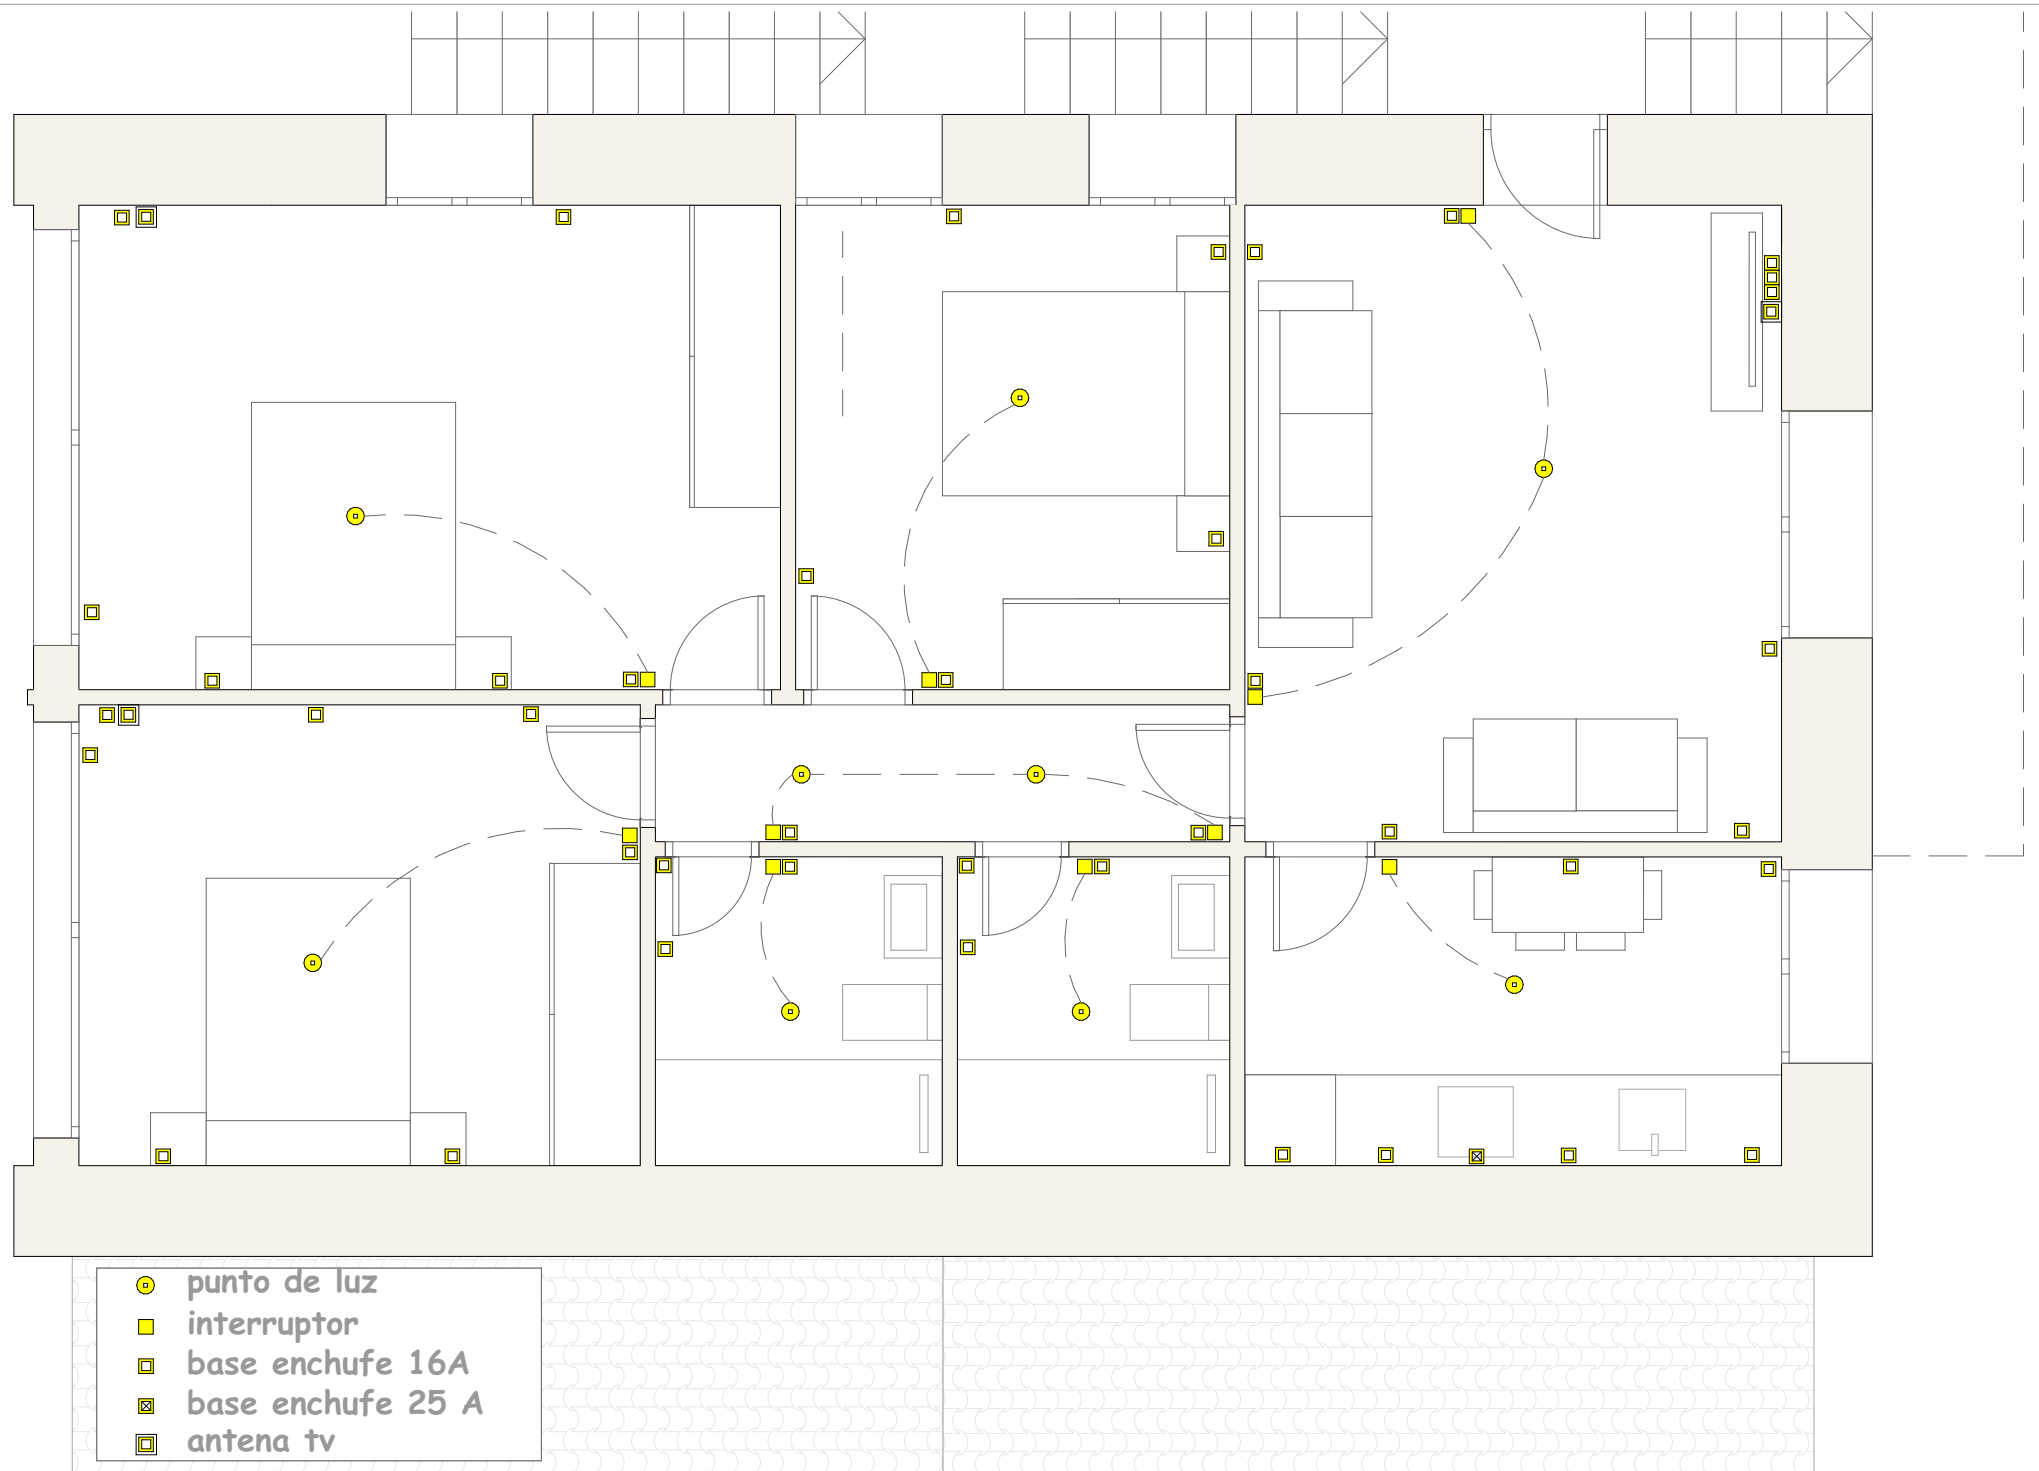 punto de luz
interruptor
base enchufe 16A
base enchufe 25 A
antena tv